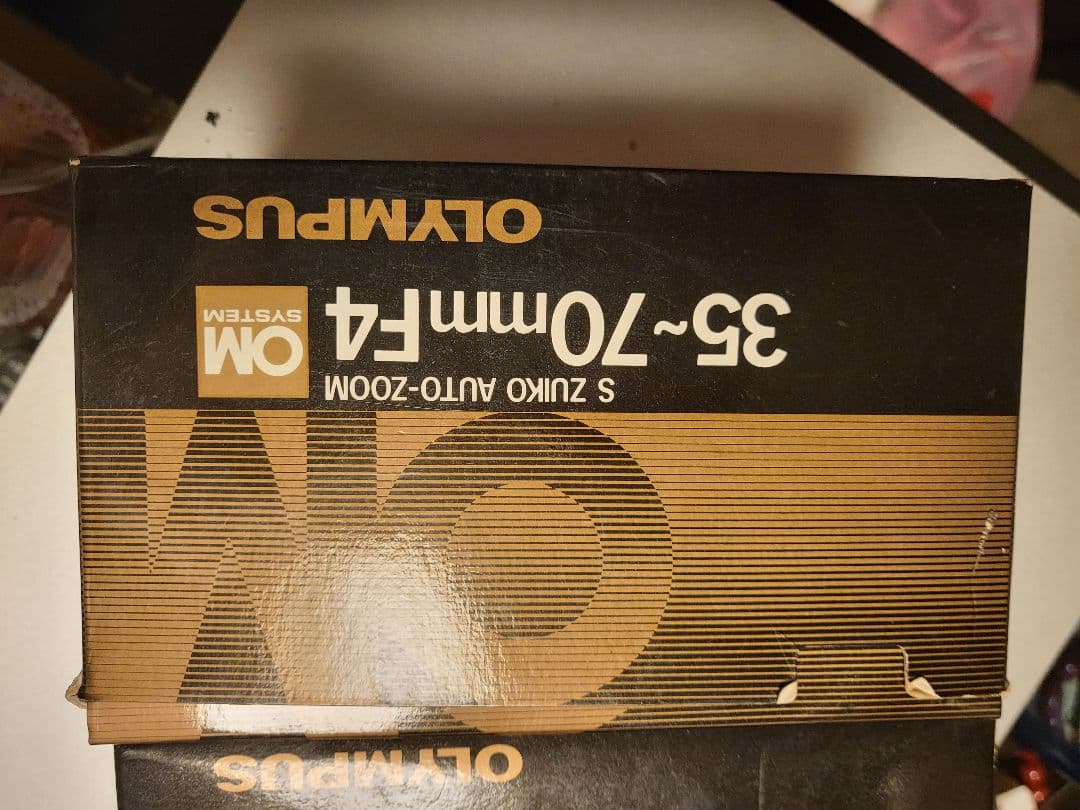 S ZUIKO AUTO-ZOOM
35~70mm F4
OM
SYSTEM
OLYMPUS
OLYMPUS